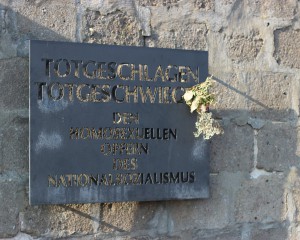 TOTGESCHLAGEN
TOTGESCHWIEGEN
DEN
HOMOSEXUELLEN
OPFERN
DES
NATIONALSOZIALISMUS